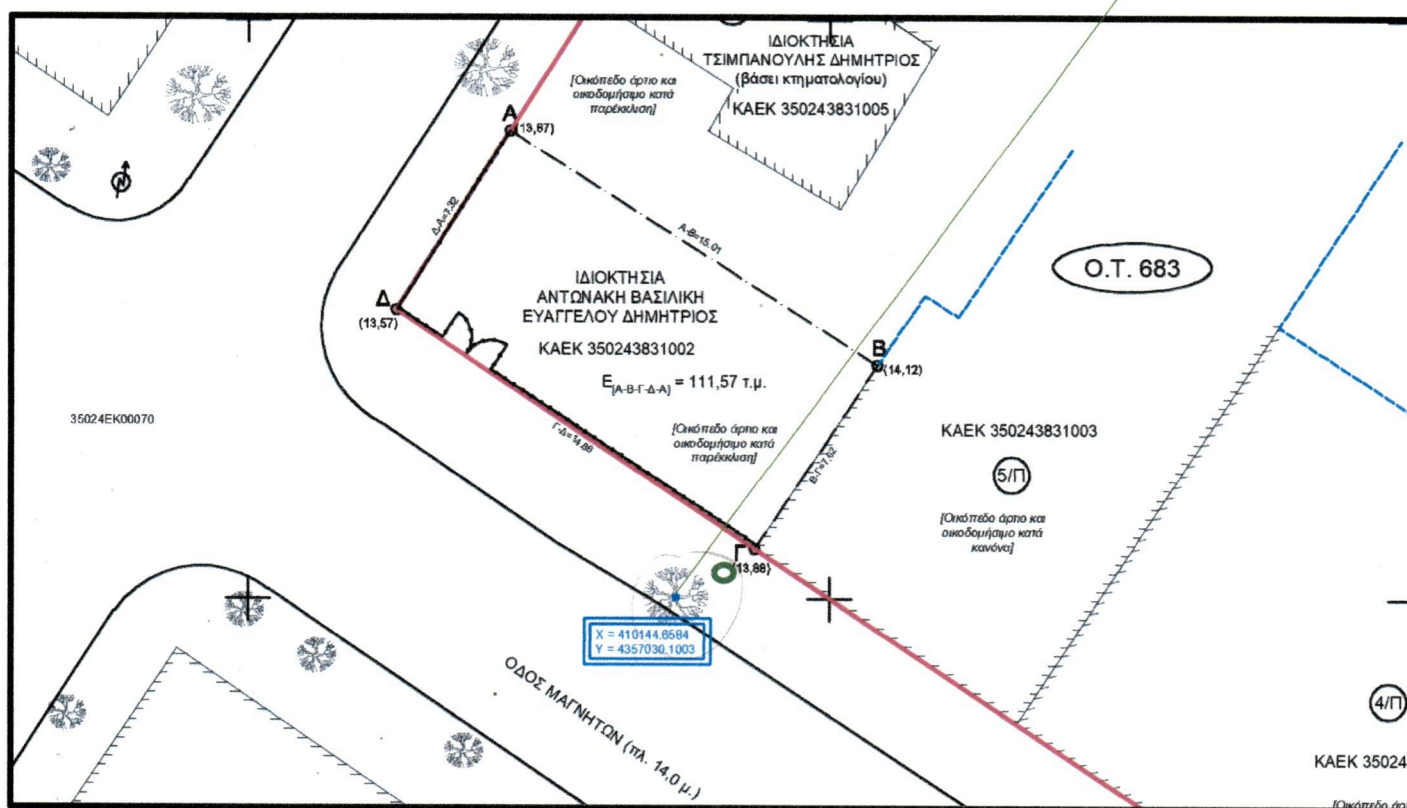 ΙΔΙΟΚΤΗΣΙΑ
ΤΣΙΜΠΑΝΟΥΛΗΣ ΔΗΜΗΤΡΙΟΣ
(βάσει κτηματολογίου)
ΚΑΕΚ 350243831005
[Οικόπεδο άρτιο και
οικοδομήσιμο κατά
παρέκκλιση]
Α
(13,67)
Δ-Α=7.32
Α-Β=15.01
Ο.Τ. 683
ΙΔΙΟΚΤΗΣΙΑ
ΑΝΤΩΝΑΚΗ ΒΑΣΙΛΙΚΗ
ΕΥΑΓΓΕΛΟΥ ΔΗΜΗΤΡΙΟΣ
ΚΑΕΚ 350243831002
Ε[Α-Β-Γ-Δ-Α] = 111,57 τ.μ.
Δ
(13,57)
Β
(14,12)
35024ΕΚ00070
Γ-Δ=14.88
[Οικόπεδο άρτιο και
οικοδομήσιμο κατά
παρέκκλιση]
Β-Γ=7.62
ΚΑΕΚ 350243831003
5/Π
[Οικόπεδο άρτιο και
οικοδομήσιμο κατά
κανόνα]
Γ
(13,88)
X = 410144.6584
Y = 4357030.1003
ΟΔΟΣ ΜΑΓΝΗΤΩΝ (πλ. 14,0 μ.)
4/Π
ΚΑΕΚ 35024
[Οικόπεδο άρ